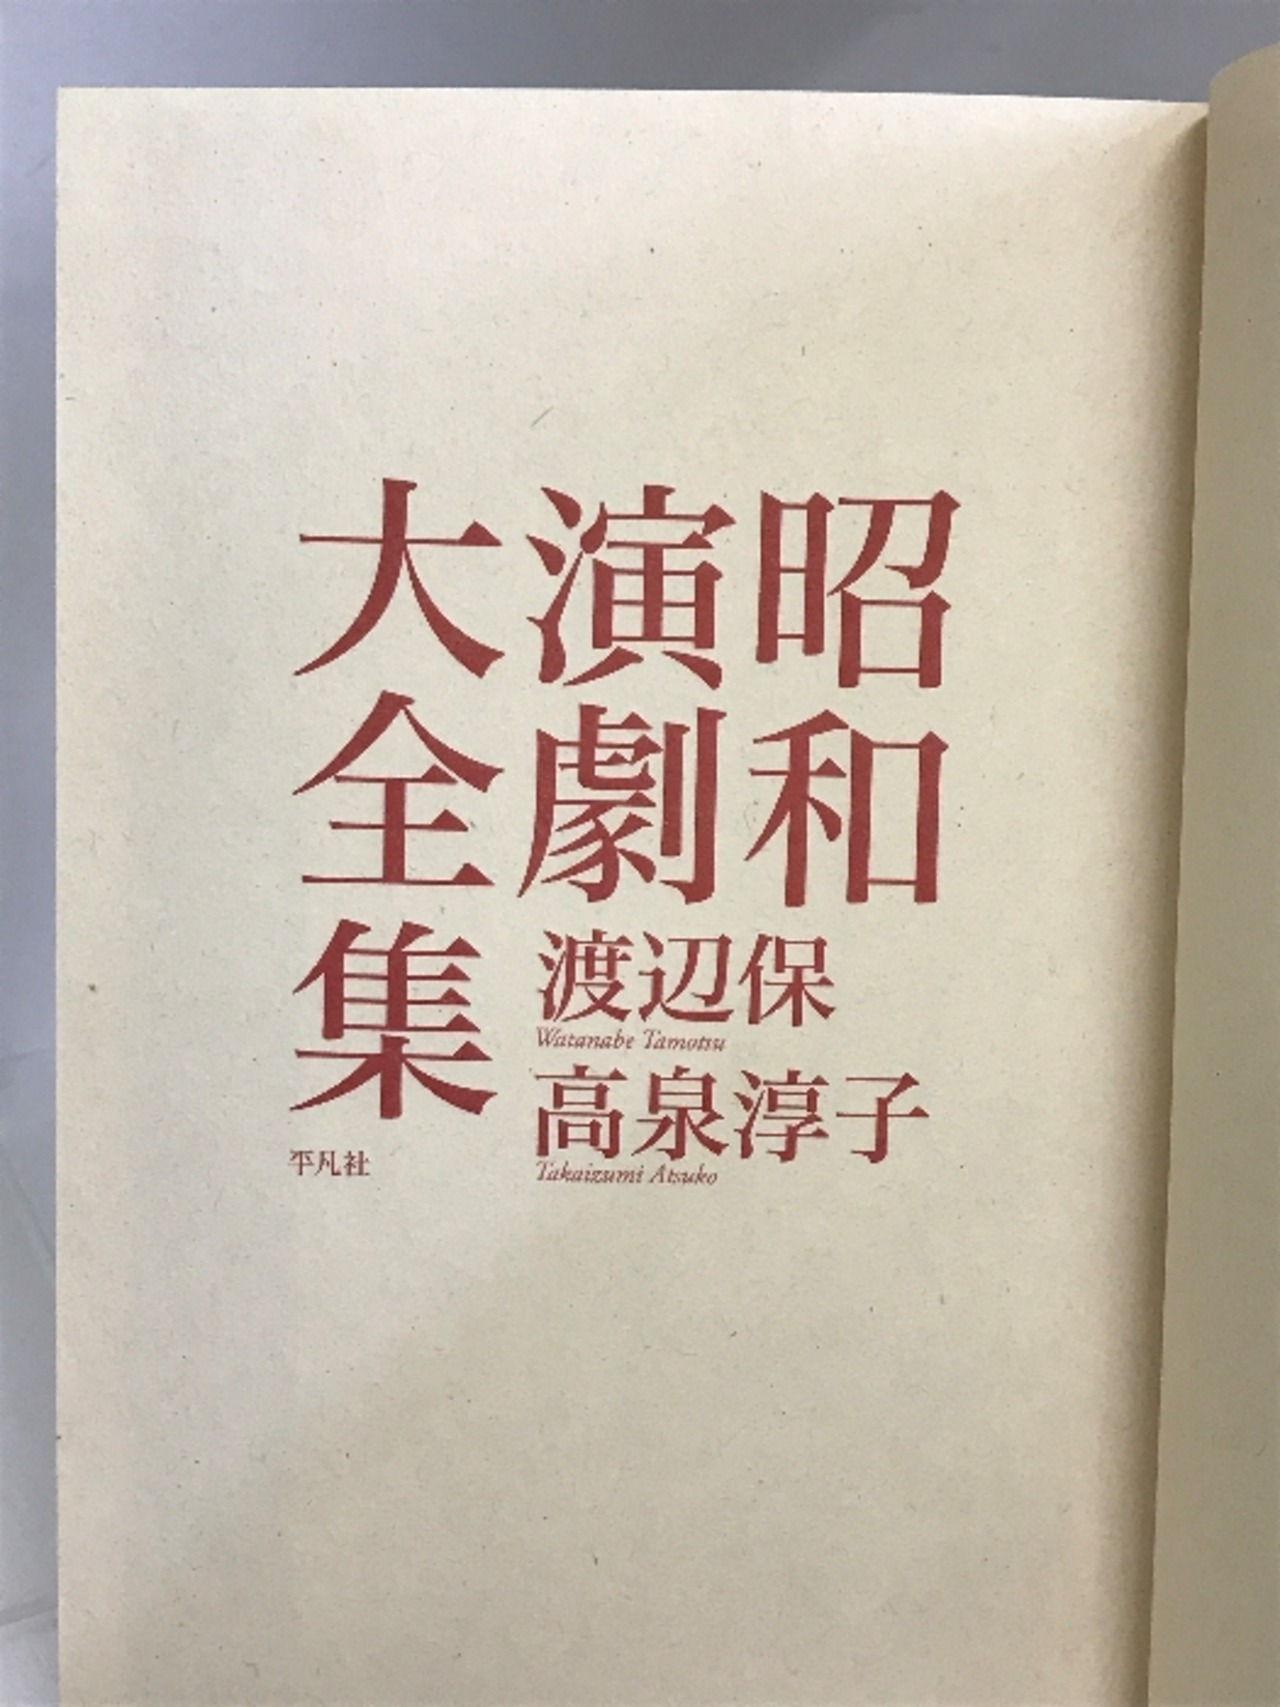 昭和
演劇
大全集
渡辺保
Watanabe Tamotsu
高泉淳子
Takaizumi Atsuko
平凡社